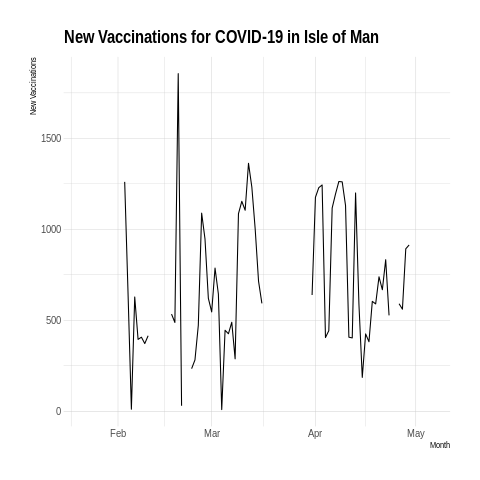 New Vaccinations for COVID-19 in Isle of Man
New Vaccinations
1500
1000
500
0
Feb Mar Apr May
Month